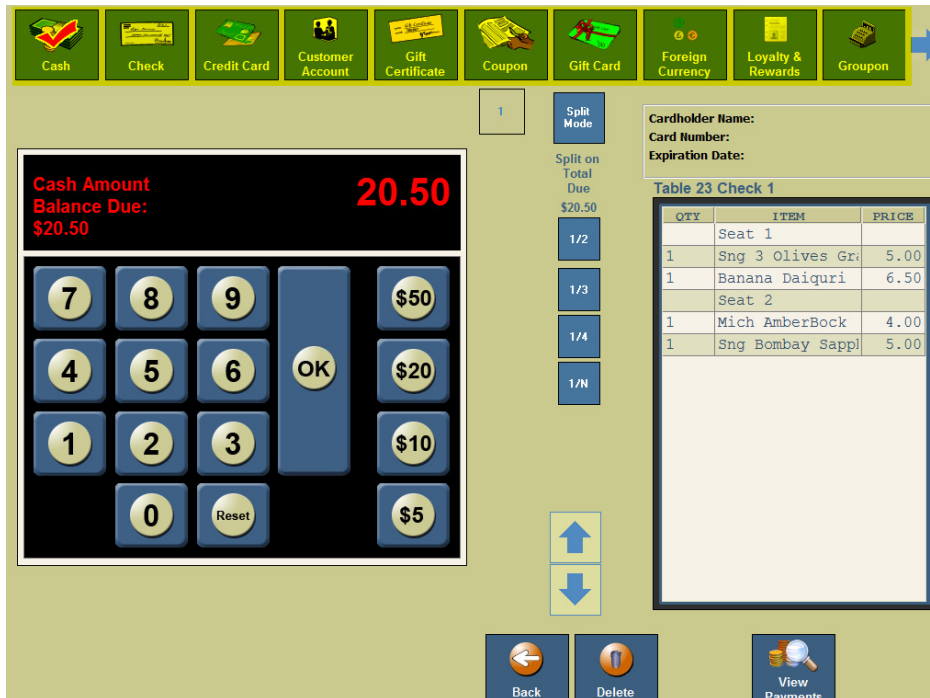 Cash
Check
Credit Card
Customer
Account
Gift
Certificate
Coupon
Gift Card
Foreign
Currency
Loyalty &
Rewards
Groupon
1
Split
Mode
Cardholder Name:
Card Number:
Expiration Date:
Cash Amount
Balance Due:
$20.50
20.50
Split on
Total
Due
$20.50
1/2
1/3
1/4
1/N
Table 23 Check 1
QTY ITEM PRICE
Seat 1
1 Sng 3 Olives Gra 5.00
1 Banana Daiquri 6.50
Seat 2
1 Mich AmberBock 4.00
1 Sng Bombay Sappl 5.00
7 8 9 $50
4 5 6 OK $20
1 2 3 $10
0 Reset $5
Back
Delete
View
Payments